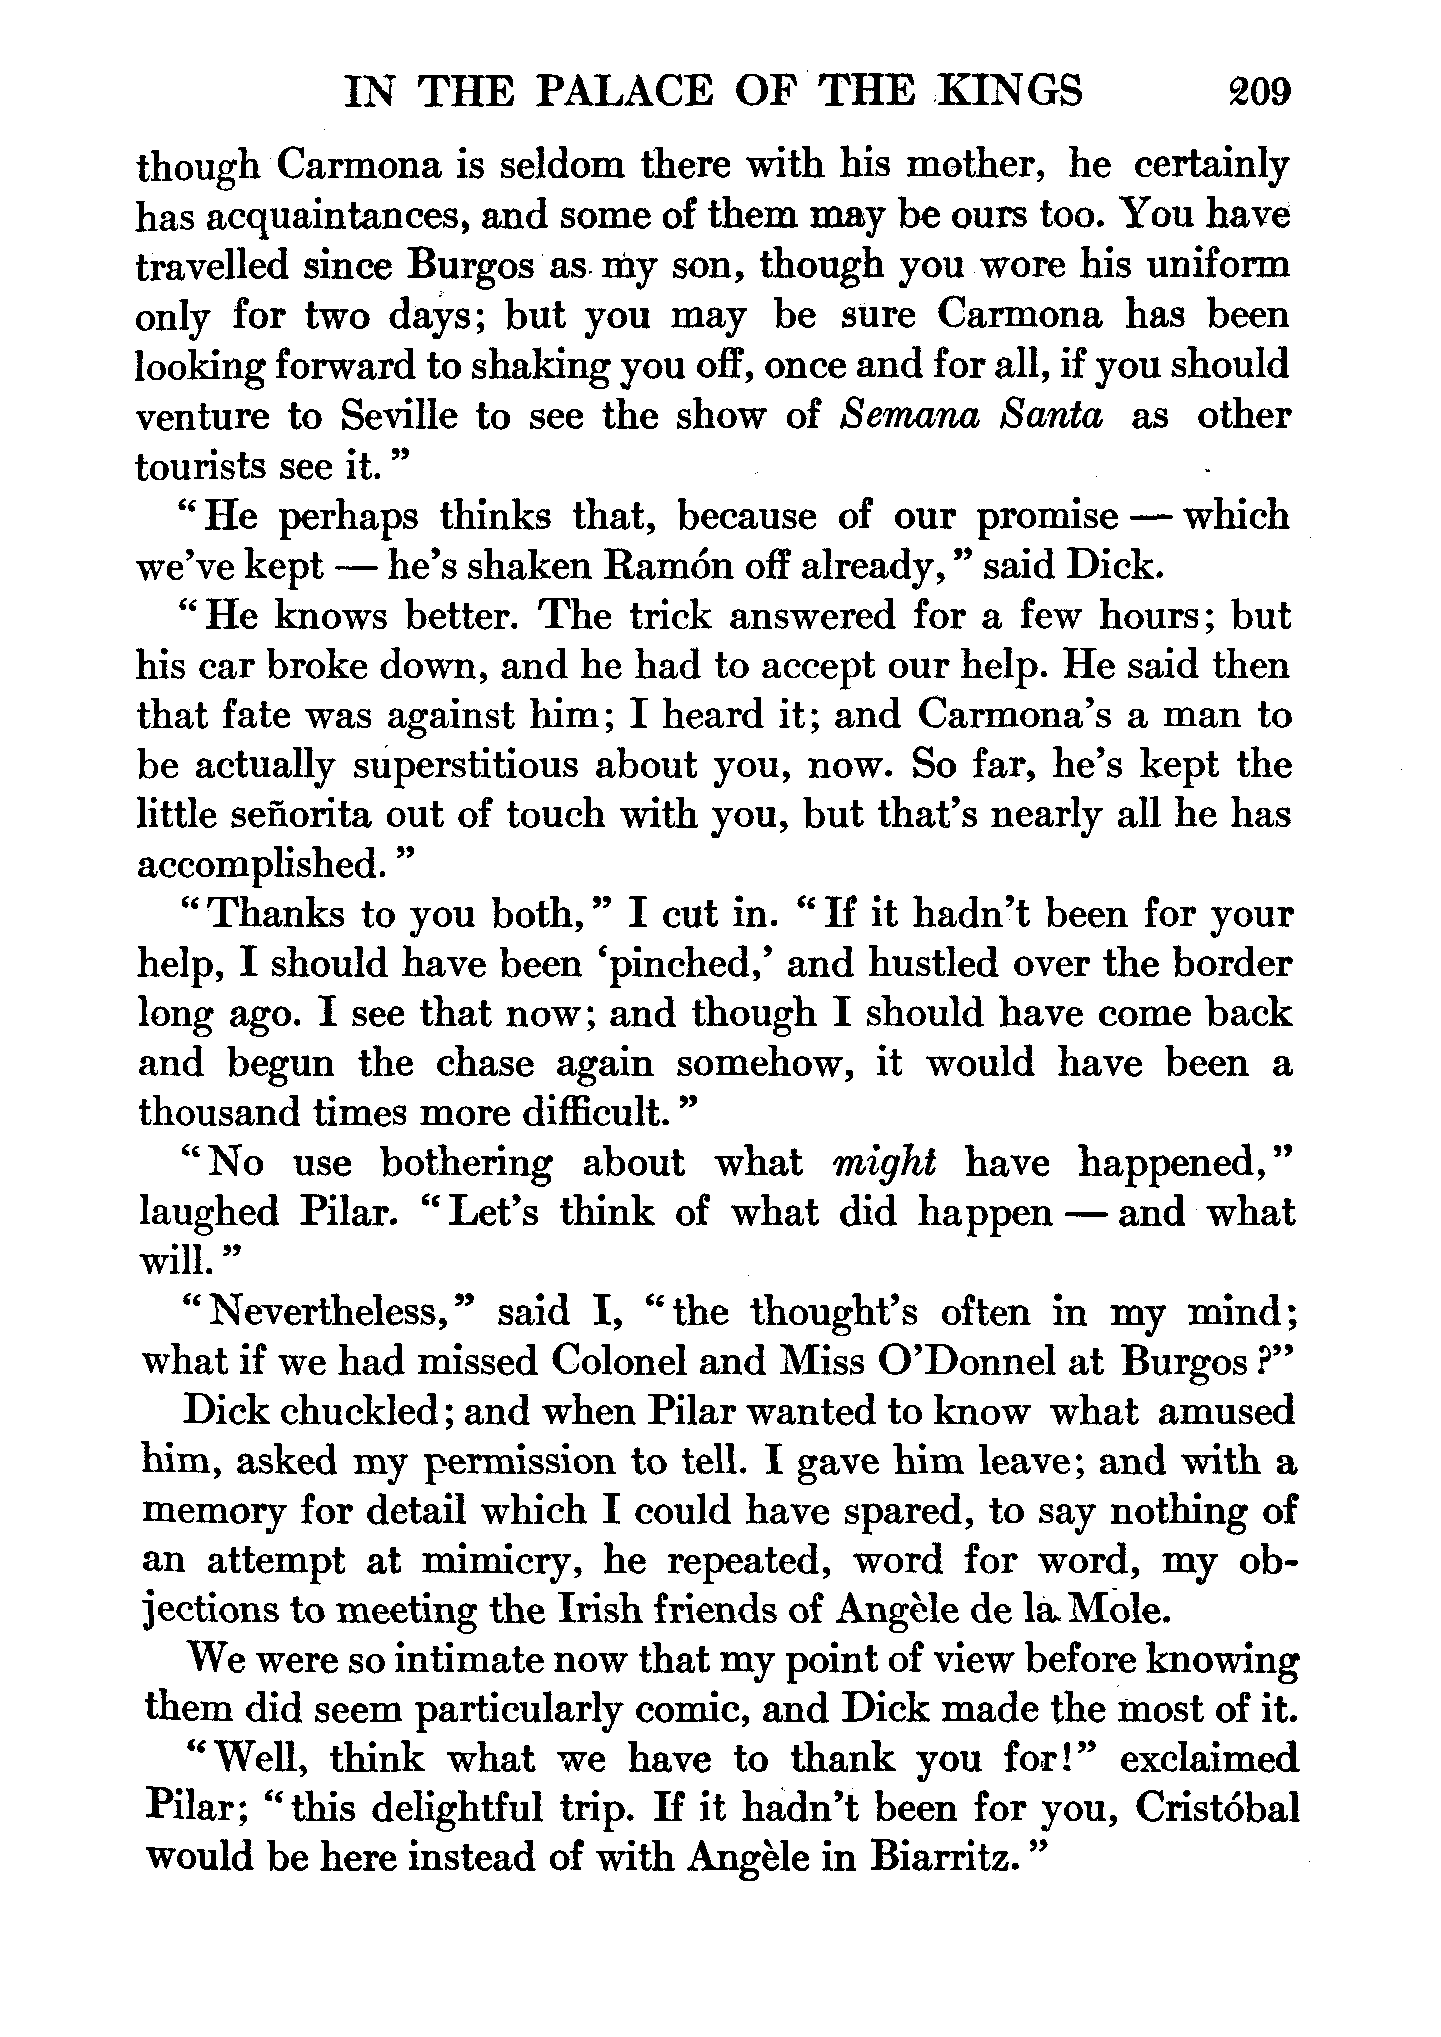 IN THE PALACE OF THE KINGS 209
though Carmona is seldom there with his mother, he certainly
has acquaintances, and some of them may be ours too. You have
travelled since Burgos as my son, though you wore his uniform
only for two days; but you may be sure Carmona has been
looking forward to shaking you off, once and for all, if you should
venture to Seville to see the show of Semana Santa as other
tourists see it."
"He perhaps thinks that, because of our promise — which
we've kept — he's shaken Ramón off already," said Dick.
"He knows better. The trick answered for a few hours; but
his car broke down, and he had to accept our help. He said then
that fate was against him; I heard it; and Carmona's a man to
be actually superstitious about you, now. So far, he's kept the
little señorita out of touch with you, but that's nearly all he has
accomplished."
"Thanks to you both," I cut in. "If it hadn't been for your
help, I should have been 'pinched,' and hustled over the border
long ago. I see that now; and though I should have come back
and begun the chase again somehow, it would have been a
thousand times more difficult."
"No use bothering about what might have happened,"
laughed Pilar. "Let's think of what did happen — and what
will."
"Nevertheless," said I, "the thought's often in my mind;
what if we had missed Colonel and Miss O'Donnel at Burgos?"
Dick chuckled; and when Pilar wanted to know what amused
him, asked my permission to tell. I gave him leave; and with a
memory for detail which I could have spared, to say nothing of
an attempt at mimicry, he repeated, word for word, my ob-
jections to meeting the Irish friends of Angèle de la Mole.
We were so intimate now that my point of view before knowing
them did seem particularly comic, and Dick made the most of it.
"Well, think what we have to thank you for!" exclaimed
Pilar; "this delightful trip. If it hadn't been for you, Cristóbal
would be here instead of with Angèle in Biarritz."